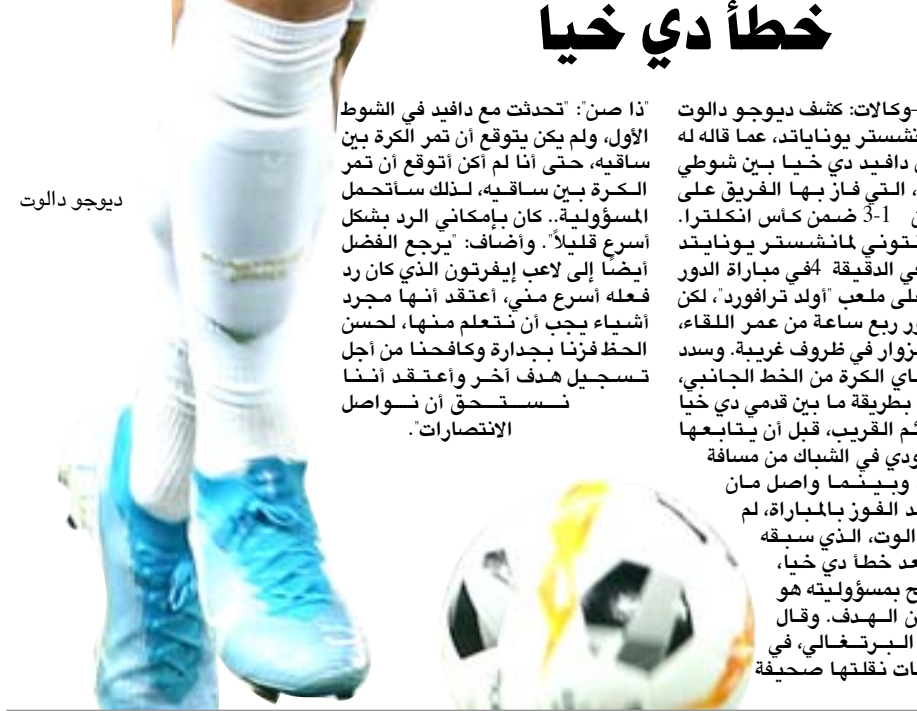 خطأ دي خيا
-وكالات: كشف ديوجو دالوت
تشستر يوناياتد، عما قاله له
دافيد دي خيا بين شوطي
، التي فاز بها الفريق على
3-1 ضمن كأس انكلترا.
نتوني لمانشستر يونايتد
ي الدقيقة 4في مباراة الدور
على ملعب "أولد ترافورد"، لكن
ور ربع ساعة من عمر اللقاء،
لزوار في ظروف غريبة. وسدد
اي الكرة من الخط الجانبي،
بطريقة ما بين قدمي دي خيا
ئم القريب، قبل أن يتابعها
ودي في الشباك من مسافة
وبينما واصل مان
د الفوز بالمباراة، لم
الوت، الذي سبقه
عد خطأ دي خيا،
ح بمسؤوليته هو
ن الهدف. وقال
البرتغالي، في
ات نقلتها صحيفة
"ذا صن": "تحدثت مع دافيد في الشوط
الأول، ولم يكن يتوقع أن تمر الكرة بين
ساقيه، حتى أنا لم أكن أتوقع أن تمر
الكرة بين ساقيه، لذلك سأتحمل
المسؤولية.. كان بإمكاني الرد بشكل
أسرع قليلاً". وأضاف: "يرجع الفضل
أيضًا إلى لاعب إيفرتون الذي كان رد
فعله أسرع مني، أعتقد أنها مجرد
أشياء يجب أن نتعلم منها، لحسن
الحظ فزنا بجدارة وكافحنا من أجل
تسجيل هدف آخر وأعتقد أننا
نستحق أن نواصل
الانتصارات".
ديوجو دالوت